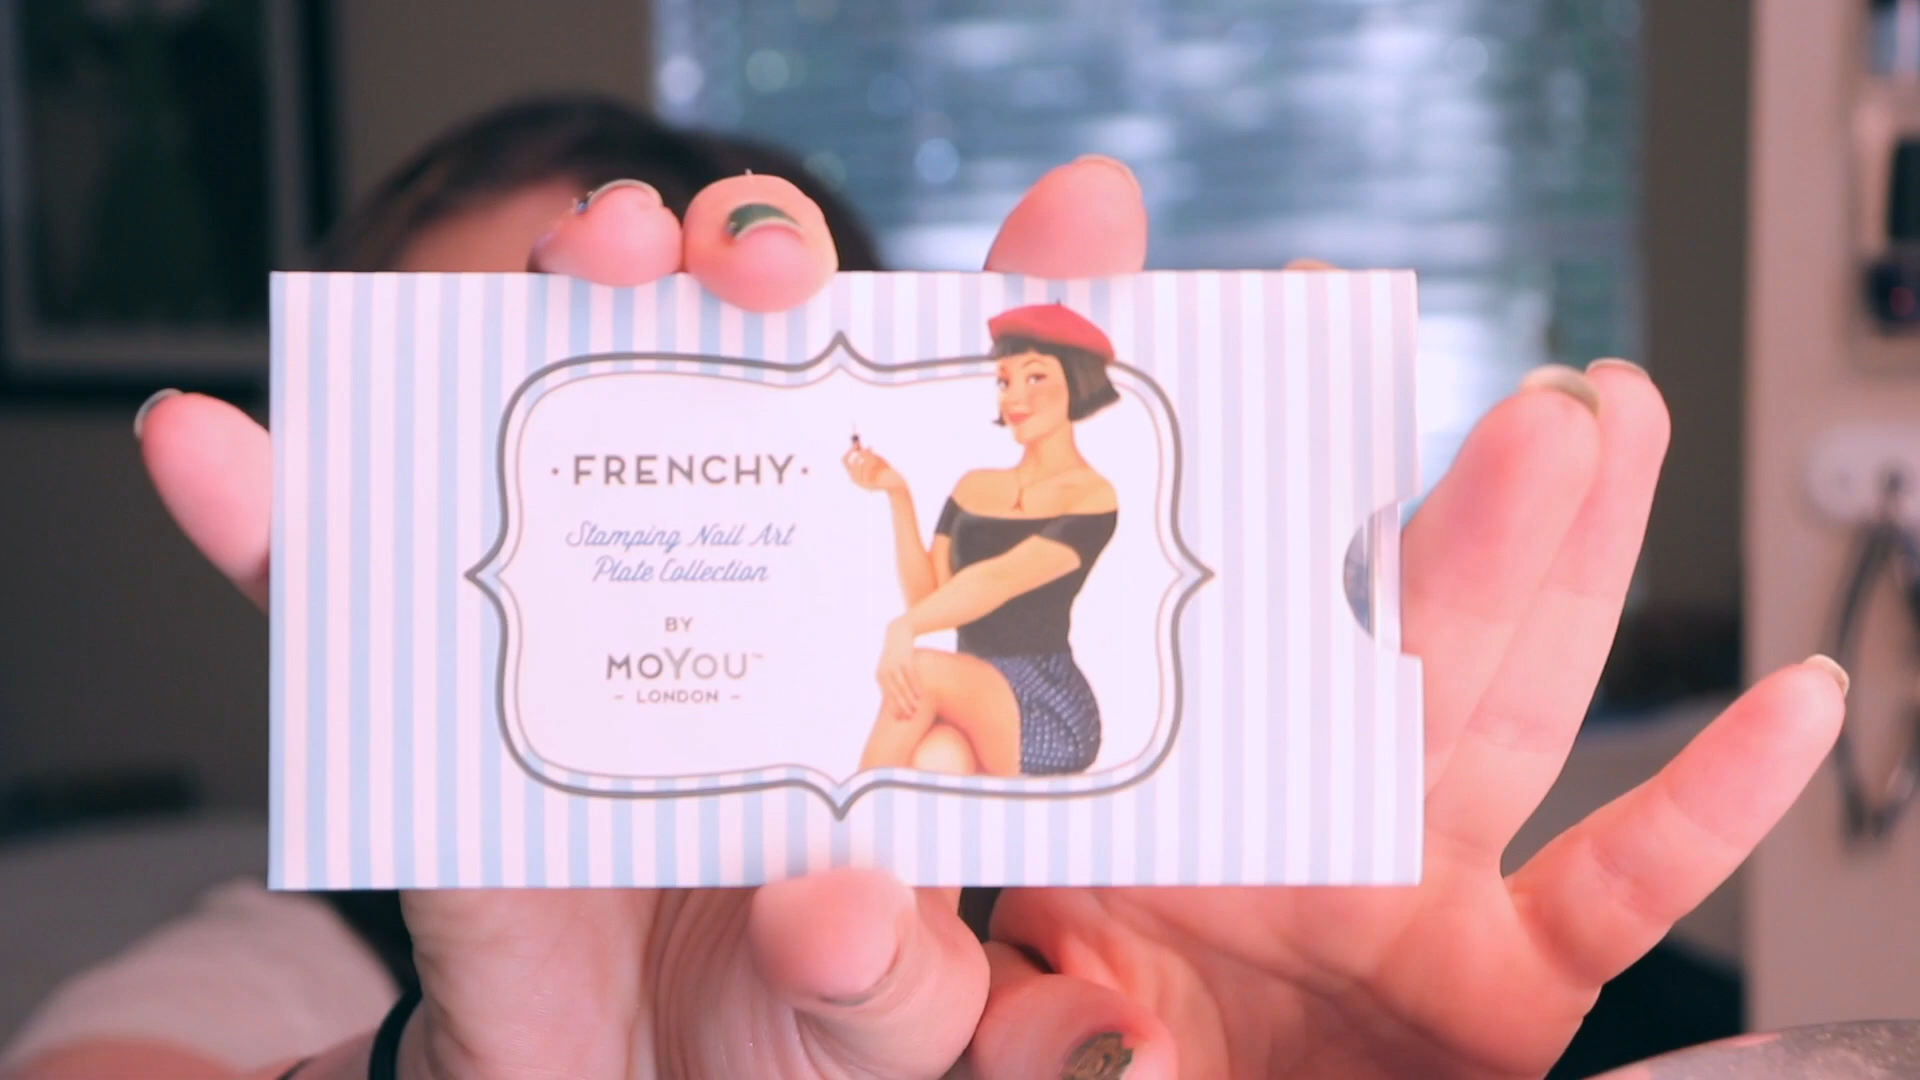 · FRENCHY ·
Stamping Nail Art
Plate Collection
BY
MOYOU™
– LONDON –